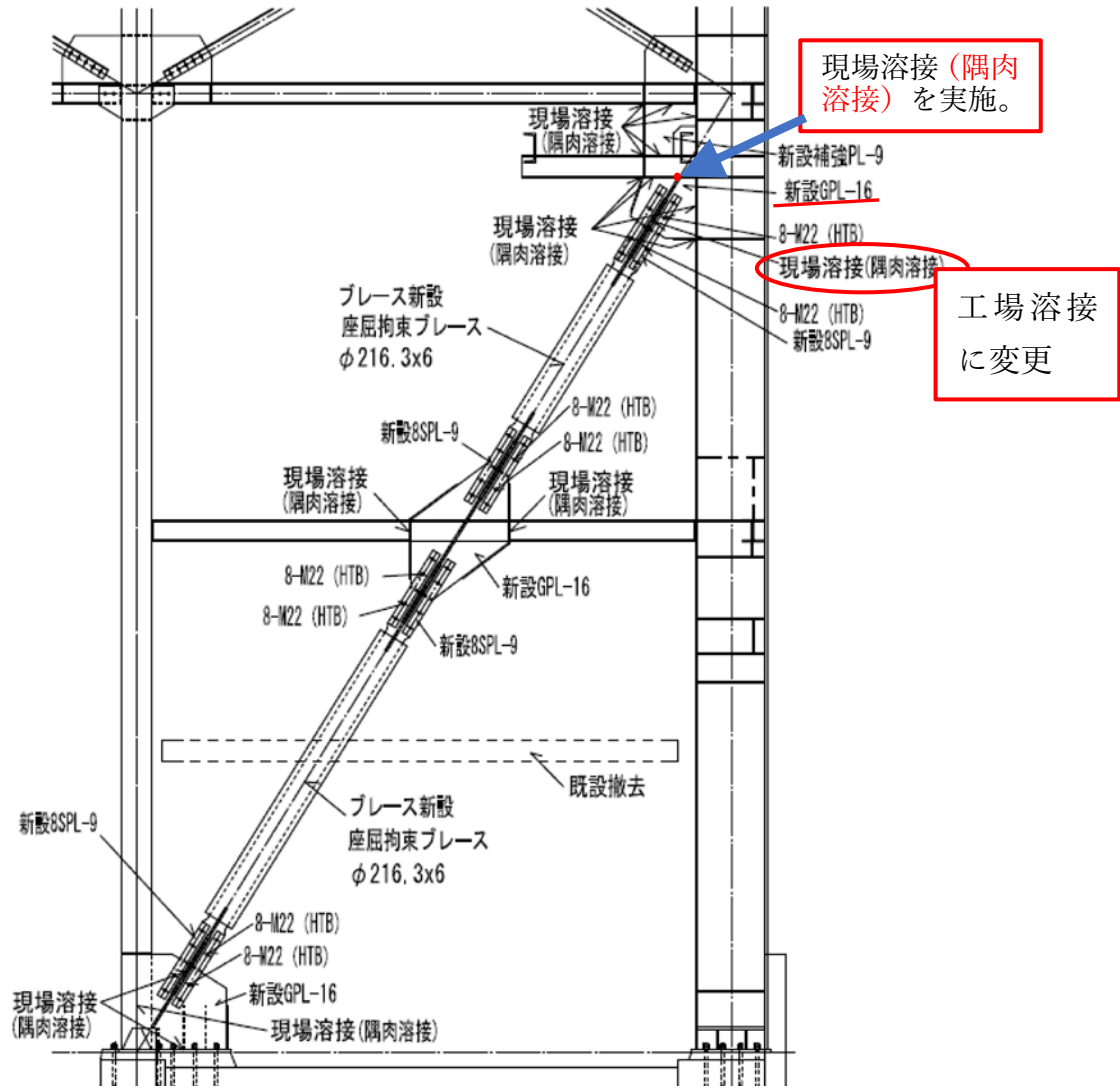 現場溶接（隅肉
溶接）を実施。
現場溶接
(隅肉溶接)
新設補強PL-9
新設GPL-16
現場溶接
(隅肉溶接)
8-M22 (HTB)
現場溶接(隅肉溶接)
8-M22 (HTB)
新設8SPL-9
工場溶接
に変更
ブレース新設
座屈拘束ブレース
φ216.3x6
8-M22 (HTB)
新設8SPL-9
8-M22 (HTB)
現場溶接
(隅肉溶接)
現場溶接
(隅肉溶接)
8-M22 (HTB)
新設GPL-16
8-M22 (HTB)
新設8SPL-9
既設撤去
ブレース新設
座屈拘束ブレース
φ216.3x6
新設8SPL-9
8-M22 (HTB)
8-M22 (HTB)
新設GPL-16
現場溶接
(隅肉溶接)
現場溶接(隅肉溶接)